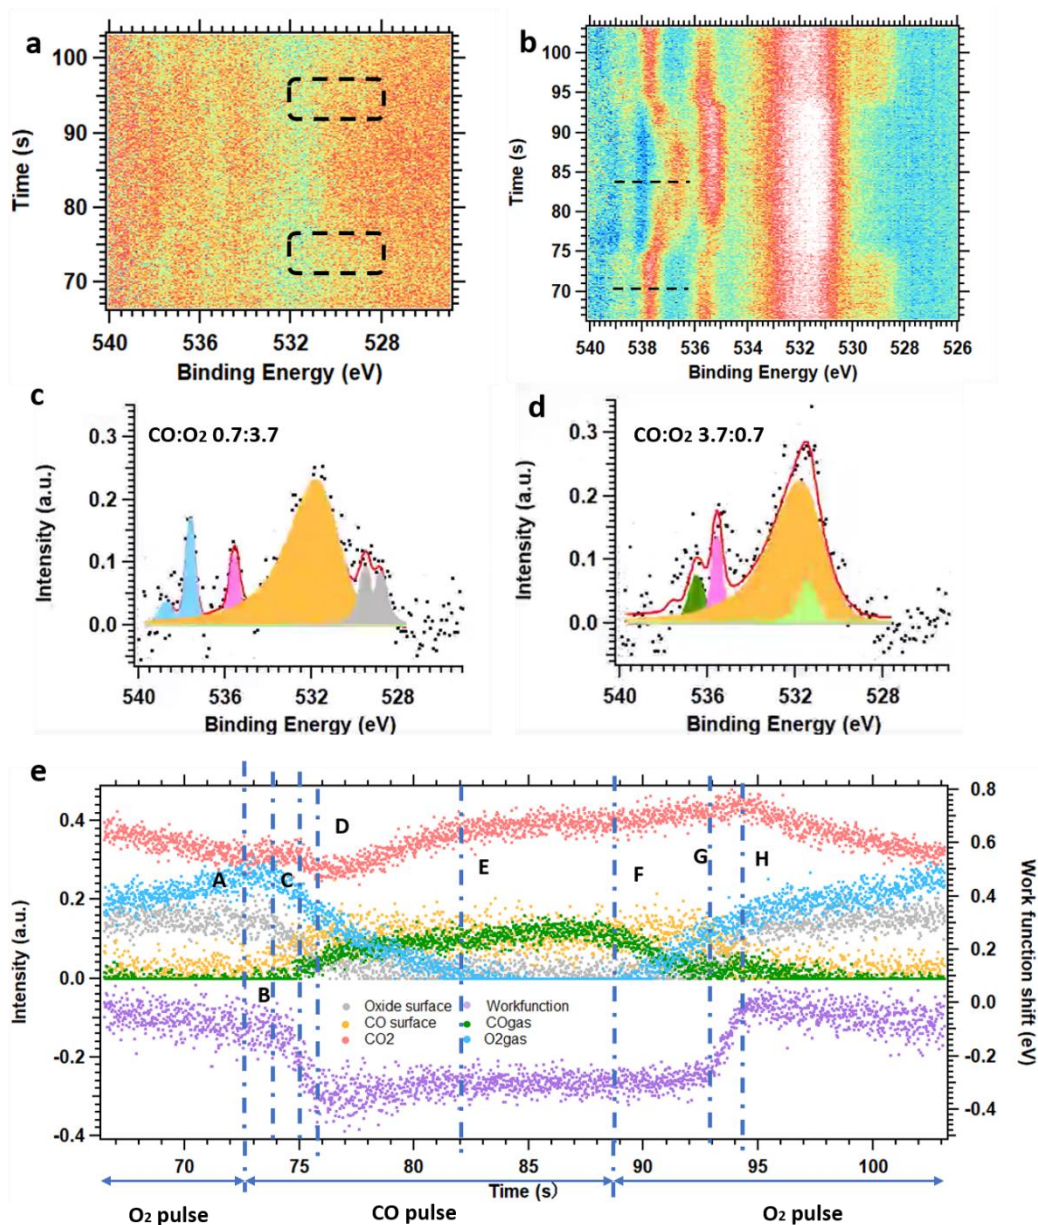 a
100
90
80
70
Time (s)
540
536
532
528
Binding Energy (eV)
b
100
95
90
85
80
75
70
Time (s)
540
538
536
534
532
530
528
526
Binding Energy (eV)
c
CO:O₂ 0.7:3.7
0.3
0.2
0.1
0.0
Intensity (a.u.)
540
536
532
528
Binding Energy (eV)
d
CO:O₂ 3.7:0.7
0.3
0.2
0.1
0.0
Intensity (a.u.)
540
536
532
528
Binding Energy (eV)
e
0.4
0.2
0.0
-0.2
-0.4
Intensity (a.u.)
0.8
0.6
0.4
0.2
0.0
-0.2
-0.4
Work function shift (eV)
A
B
C
D
E
F
G
H
Oxide surface
CO surface
CO2
Workfunction
COgas
O2gas
70
75
80
85
90
95
100
Time (s)
O₂ pulse
CO pulse
O₂ pulse